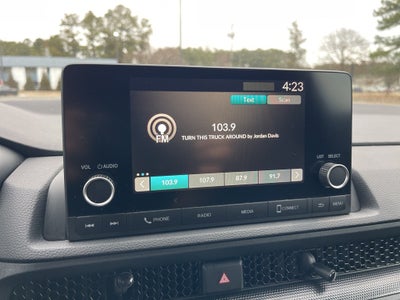 4:23
Text Scan
FM
103.9
TURN THIS TRUCK AROUND by Jordan Davis
VOL AUDIO
LIST SELECT
103.9 107.9 87.9 91.7
PHONE RADIO MEDIA CONNECT MENU